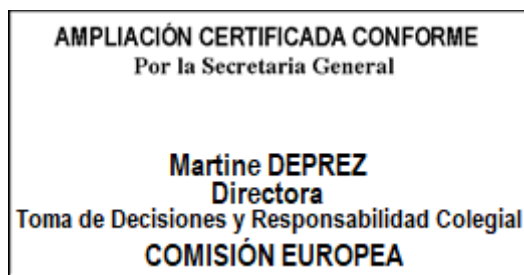 AMPLIACIÓN CERTIFICADA CONFORME
Por la Secretaria General
Martine DEPREZ
Directora
Toma de Decisiones y Responsabilidad Colegial
COMISIÓN EUROPEA